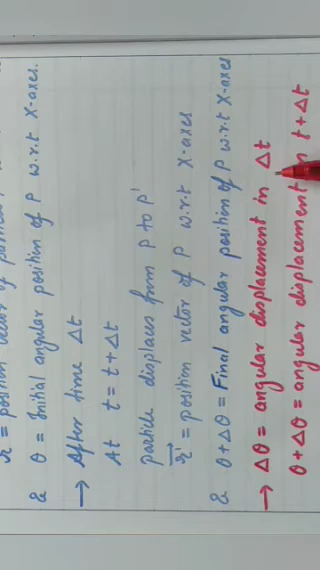 r = position vector of particle
& θ = Initial angular position of P w.r.t X-axes.
→ After time Δt
At t = t + Δt
particle displaces from P to P'
r⃗' = position vector of P w.r.t X-axes
& θ + Δθ = Final angular position of P w.r.t X-axes
→ Δθ = angular displacement in Δt
θ + Δθ = angular displacement t + Δt